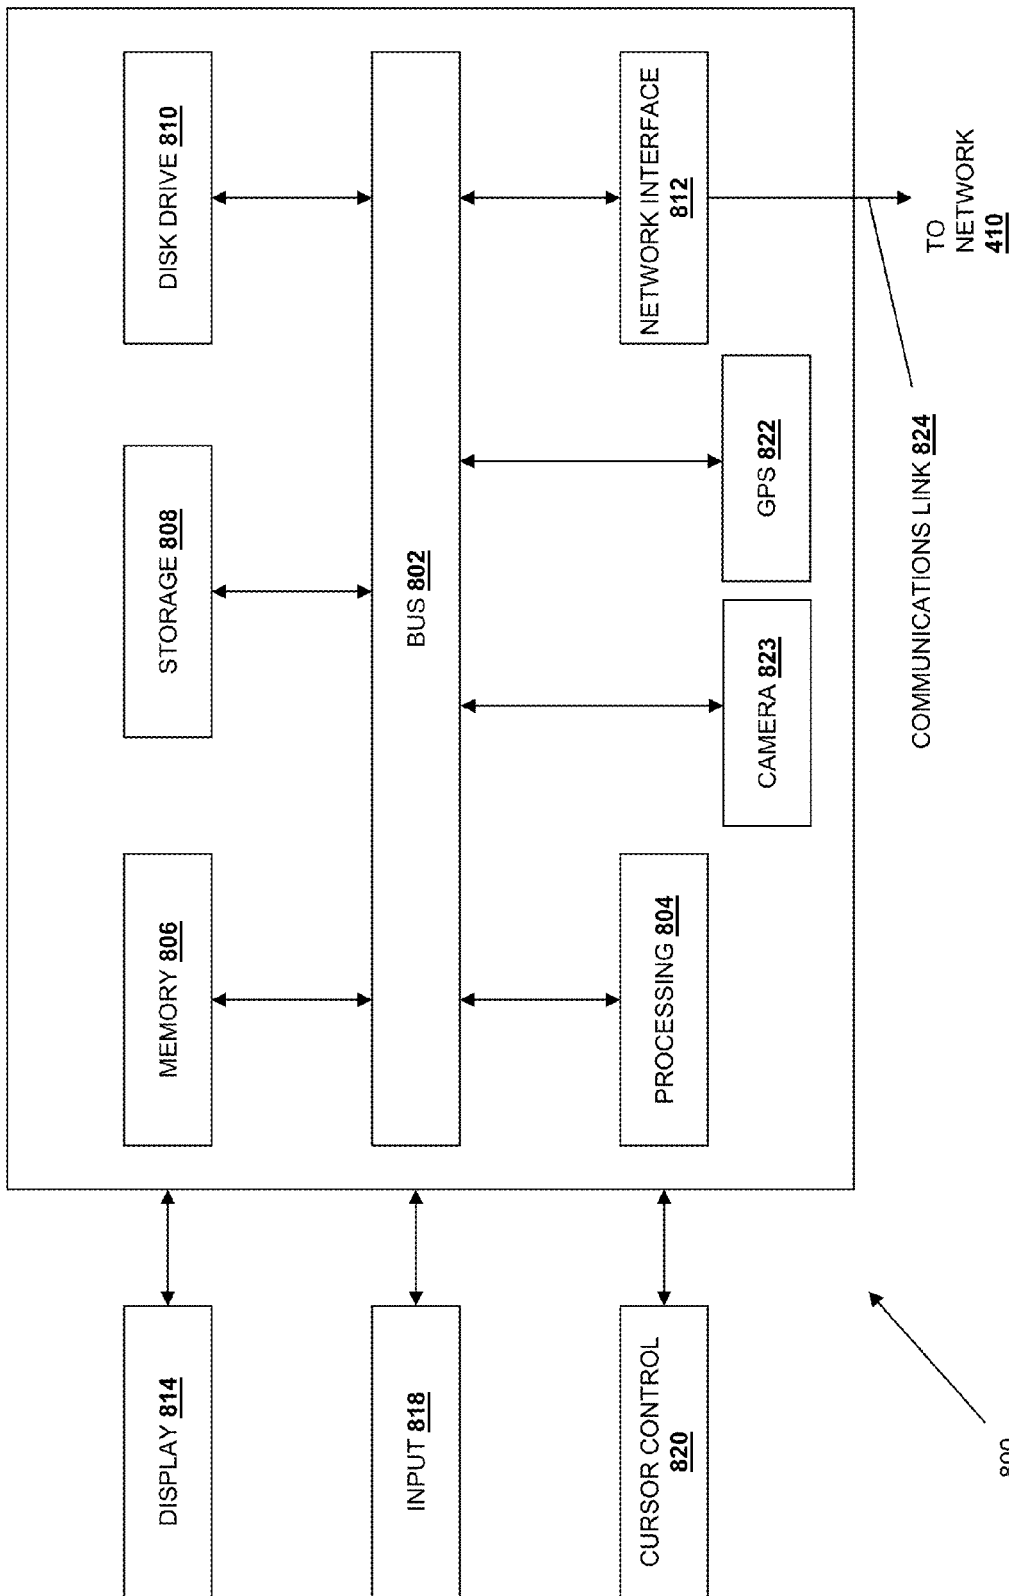 DISPLAY 814
MEMORY 806
STORAGE 808
DISK DRIVE 810
INPUT 818
BUS 802
CURSOR CONTROL
820
PROCESSING 804
CAMERA 823
GPS 822
NETWORK INTERFACE
812
COMMUNICATIONS LINK 824
TO
NETWORK
410